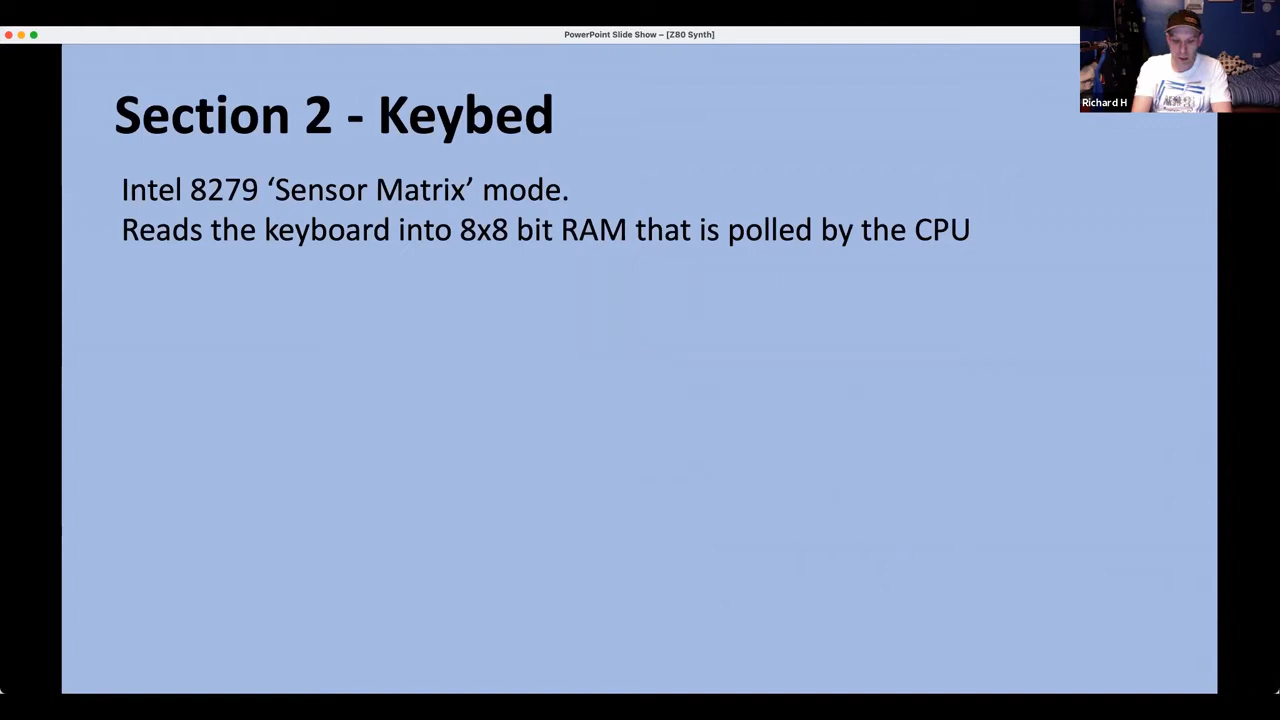 PowerPoint Slide Show – [Z80 Synth]
Richard H
Section 2 - Keybed
Intel 8279 ‘Sensor Matrix’ mode.
Reads the keyboard into 8x8 bit RAM that is polled by the CPU